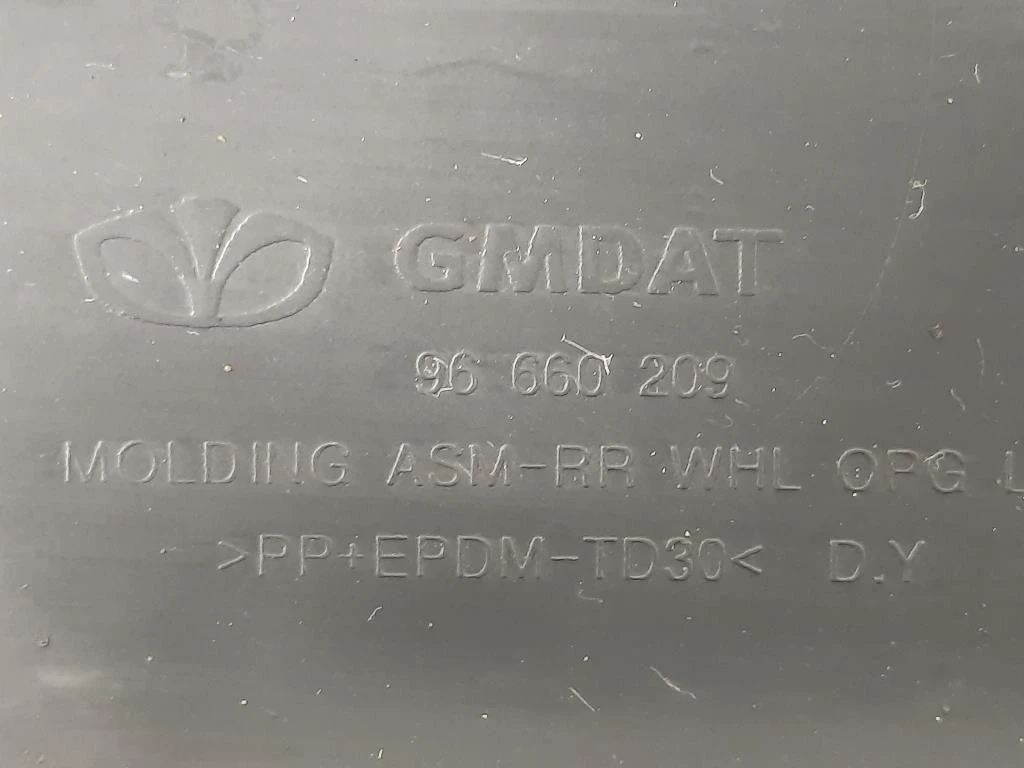 GMDAT
96 660 209
MOLDING ASM-RR WHL OPG L
>PP+EPDM-TD30< D.Y